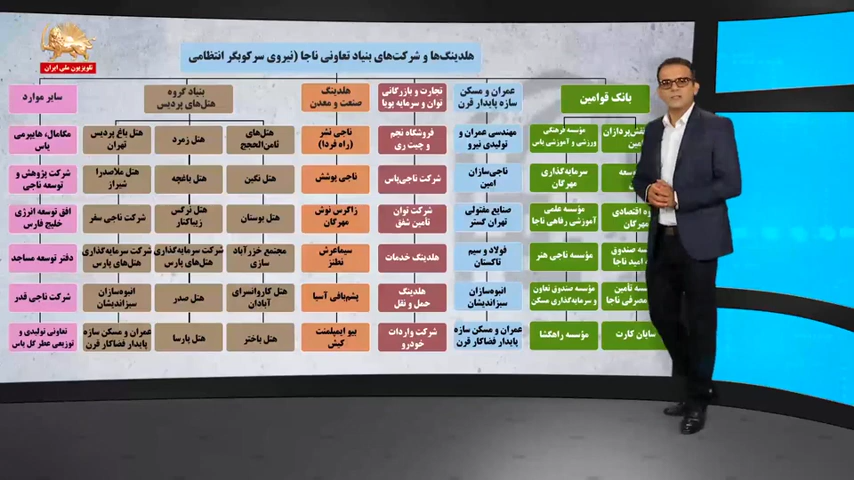 تلویزیون ملی ایران
هلدینگ‌ها و شرکت‌های بنیاد تعاونی ناجا (نیروی سرکوبگر انتظامی
بانک قوامین
عمران و مسکن
سازه پایدار قرن
تجارت و بازرگانی
توان و سرمایه پویا
هلدینگ
صنعت و معدن
بنیاد گروه
هتل‌های پردیس
سایر موارد
مؤسسه فرهنگی
ورزشی و آموزشی یاس
مهندسی عمران و
تولیدی نیرو
فروشگاه نجم
و چیت ری
ناجی نشر
(راه فردا)
هتل‌های
ثامن‌الحجج
هتل زمرد
هتل باغ پردیس
تهران
مکامال، هایپرمی
یاس
سرمایه‌گذاری
مهرگان
ناجی‌سازان
امین
شرکت ناجی‌پاس
ناجی پوشش
هتل نگین
هتل باغچه
هتل ملاصدرا
شیراز
شرکت پژوهش و
توسعه ناجی
مؤسسه علمی
آموزشی رفاهی ناجا
صنایع مفتولی
تهران گستر
شرکت توان
تأمین شفق
زاگرس نوش
مهرگان
هتل بوستان
هتل نرگس
زیباکنار
شرکت ناجی سفر
افق توسعه انرژی
خلیج فارس
مؤسسه ناجی هنر
فولاد و سیم
تاکستان
هلدینگ خدمات
سیماعرش
نطنز
مجتمع خزرآباد
سازی
شرکت سرمایه‌گذاری
هتل‌های پارس
شرکت سرمایه‌گذاری
هتل‌های پارس
دفتر توسعه مساجد
مؤسسه صندوق تعاون
و سرمایه‌گذاری مسکن
انبوه‌سازان
سبزاندیشان
هلدینگ
حمل و نقل
پشم‌بافی آسیا
هتل کاروانسرای
آبادان
هتل صدر
انبوه‌سازان
سبزاندیشان
شرکت ناجی قدر
سایان کارت
مؤسسه راهگشا
عمران و مسکن سازه
پایدار فضاکار قرن
شرکت واردات
خودرو
بیو ایمپلمنت
کیش
هتل باختر
هتل پارسا
عمران و مسکن سازه
پایدار فضاکار قرن
تعاونی تولیدی و
توزیعی عطر گل یاس